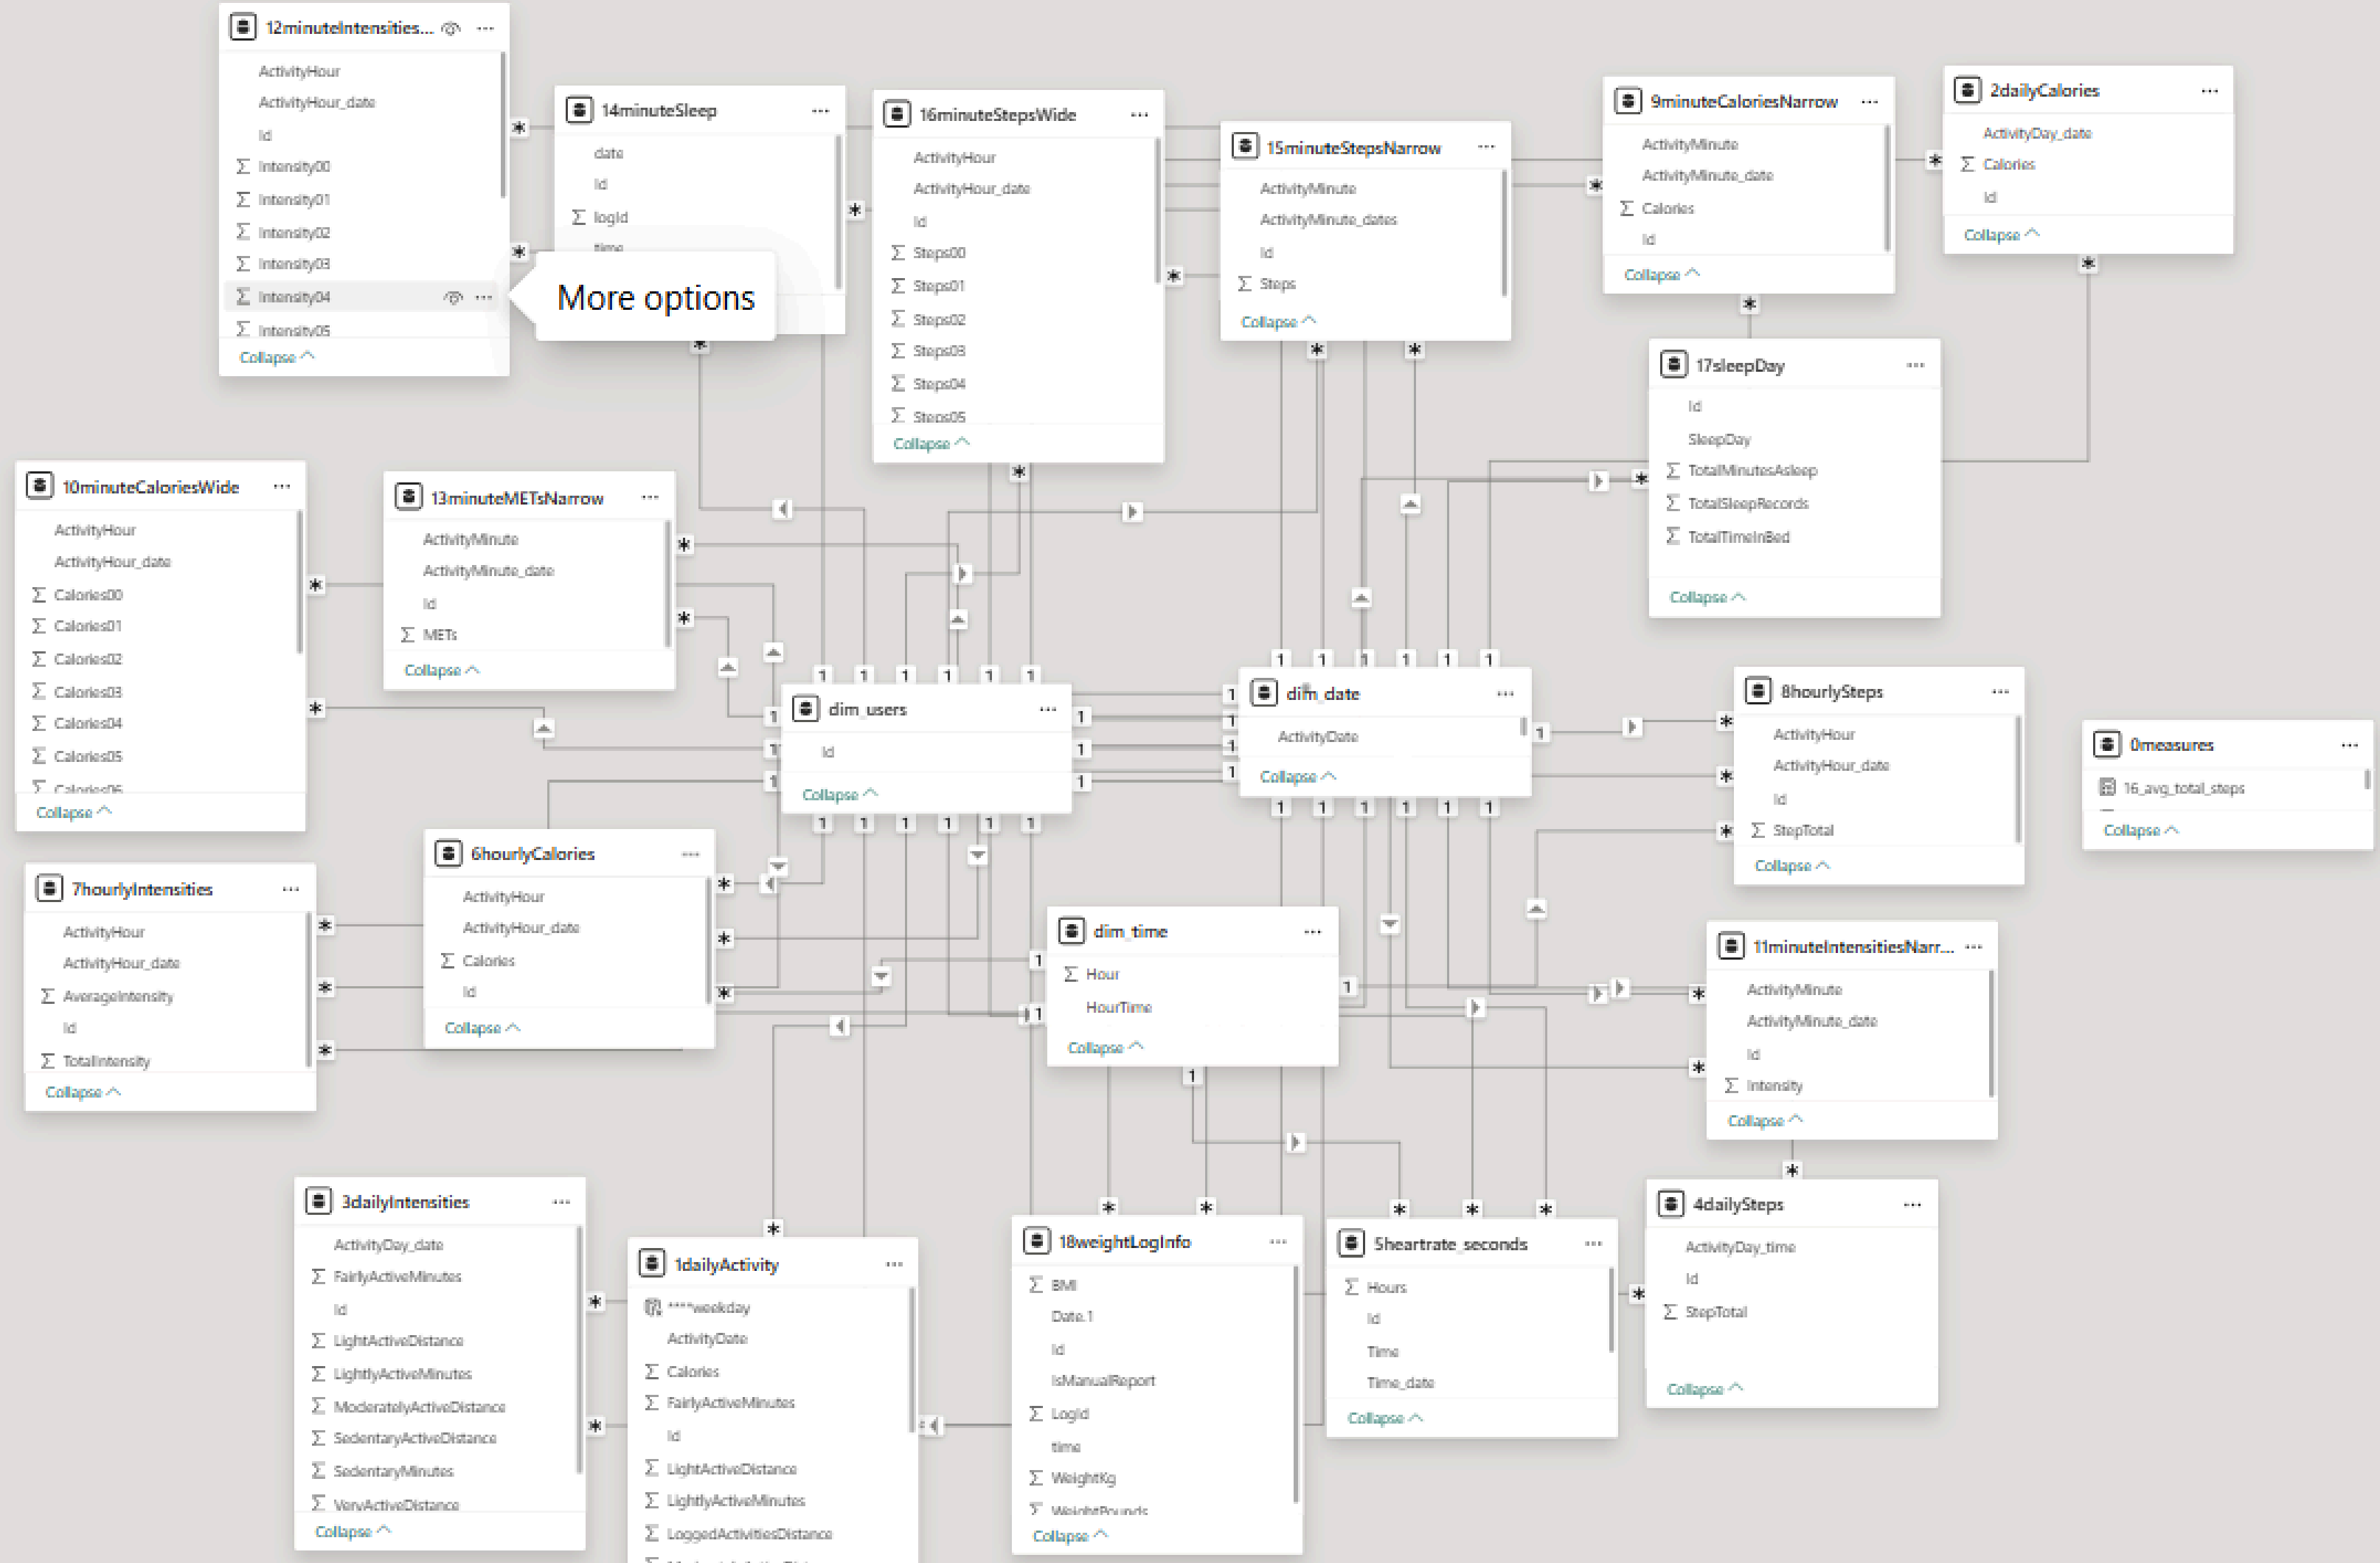 12minuteIntensities...
ActivityHour
ActivityHour_date
Id
Intensity00
Intensity01
Intensity02
Intensity03
Intensity04
Intensity05
Collapse
More options
14minuteSleep
date
Id
logId
time
16minuteStepsWide
ActivityHour
ActivityHour_date
Id
Steps00
Steps01
Steps02
Steps03
Steps04
Steps05
Collapse
15minuteStepsNarrow
ActivityMinute
ActivityMinute_dates
Id
Steps
Collapse
9minuteCaloriesNarrow
ActivityMinute
ActivityMinute_date
Calories
Id
Collapse
2dailyCalories
ActivityDay_date
Calories
Id
Collapse
17sleepDay
Id
SleepDay
TotalMinutesAsleep
TotalSleepRecords
TotalTimeInBed
Collapse
10minuteCaloriesWide
ActivityHour
ActivityHour_date
Calories00
Calories01
Calories02
Calories03
Calories04
Calories05
Calories06
Collapse
13minuteMETsNarrow
ActivityMinute
ActivityMinute_date
Id
METs
Collapse
dim_users
Id
Collapse
dim_date
ActivityDate
Collapse
8hourlySteps
ActivityHour
ActivityHour_date
Id
StepTotal
Collapse
0measures
16_avg_total_steps
Collapse
7hourlyIntensities
ActivityHour
ActivityHour_date
AverageIntensity
Id
TotalIntensity
Collapse
6hourlyCalories
ActivityHour
ActivityHour_date
Calories
Id
Collapse
dim_time
Hour
HourTime
Collapse
11minuteIntensitiesNarr...
ActivityMinute
ActivityMinute_date
Id
Intensity
Collapse
3dailyIntensities
ActivityDay_date
FairlyActiveMinutes
Id
LightActiveDistance
LightlyActiveMinutes
ModeratelyActiveDistance
SedentaryActiveDistance
SedentaryMinutes
VeryActiveDistance
Collapse
1dailyActivity
****weekday
ActivityDate
Calories
FairlyActiveMinutes
Id
LightActiveDistance
LightlyActiveMinutes
LoggedActivitiesDistance
18weightLogInfo
BMI
Date.1
Id
IsManualReport
LogId
time
WeightKg
WeightPounds
Collapse
5heartrate_seconds
Hours
Id
Time
Time_date
Collapse
4dailySteps
ActivityDay_time
Id
StepTotal
Collapse